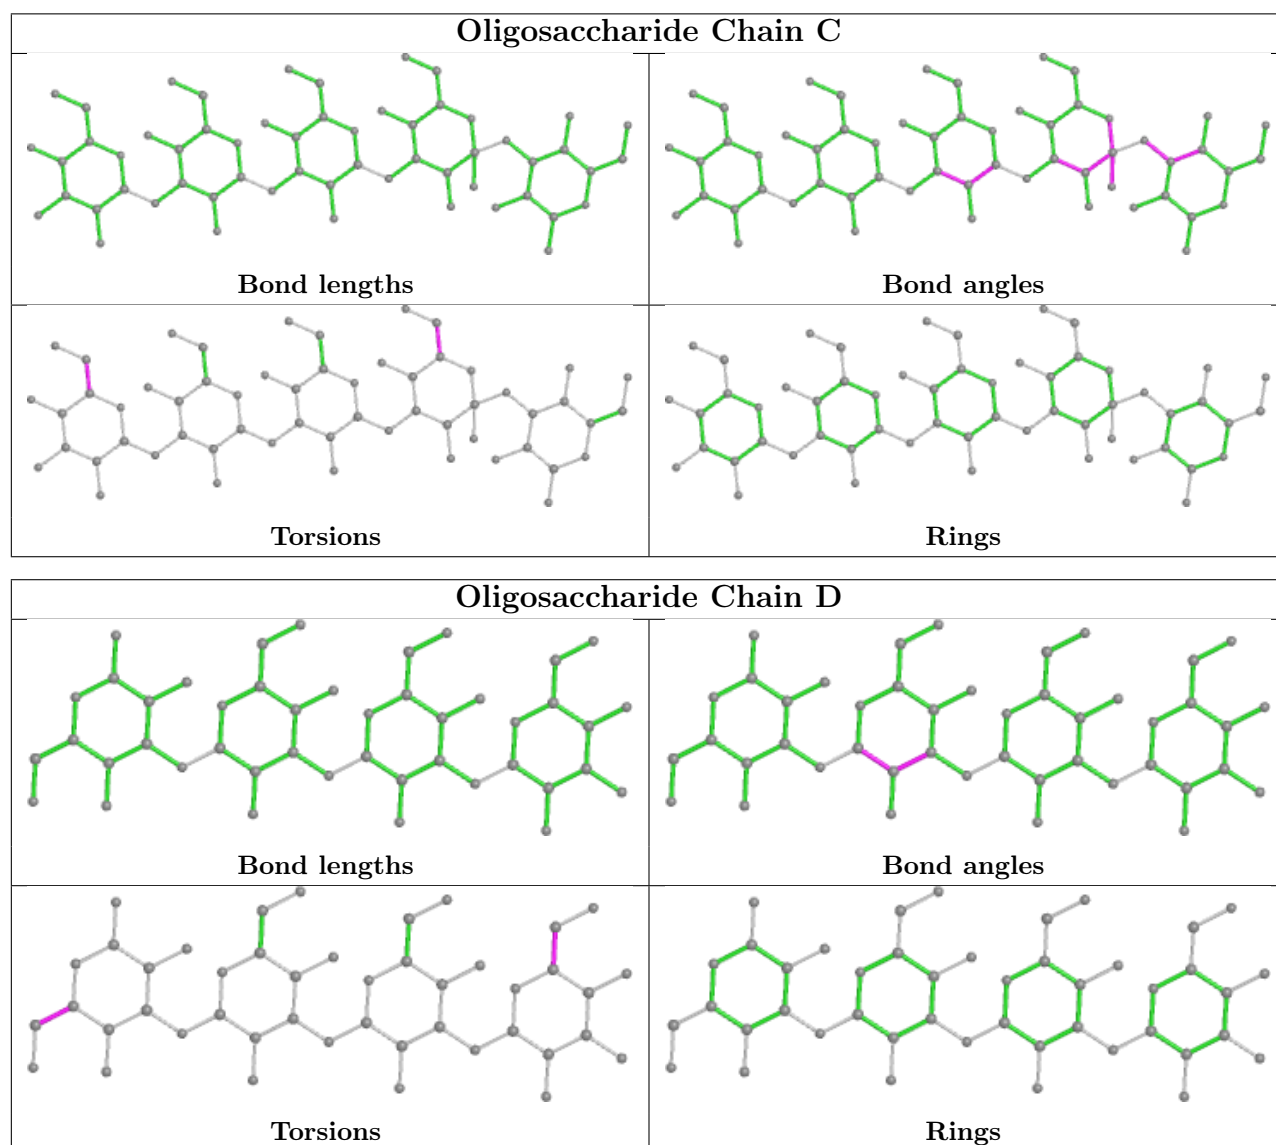 Oligosaccharide Chain C
Bond lengths
Bond angles
Torsions
Rings
Oligosaccharide Chain D
Bond lengths
Bond angles
Torsions
Rings